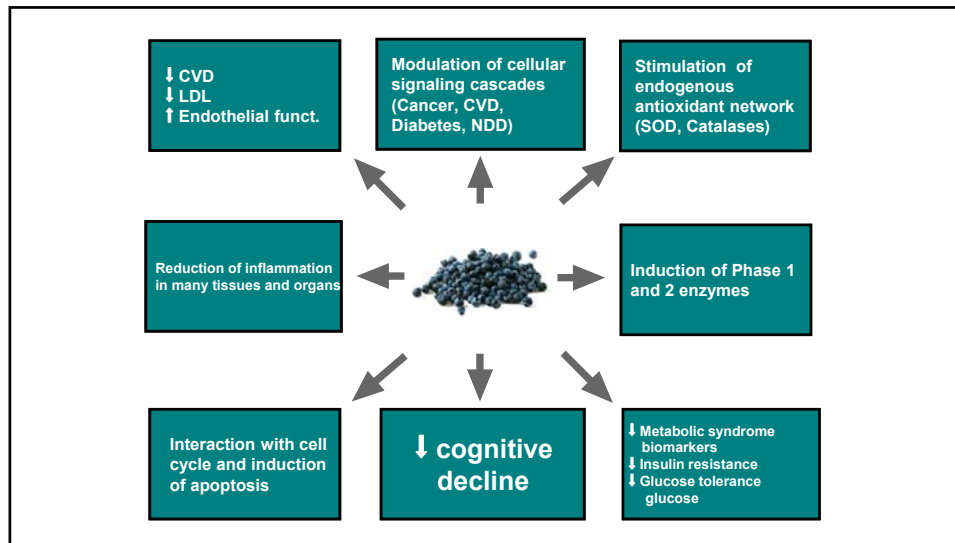 ↓ CVD
↓ LDL
↑ Endothelial funct.
Modulation of cellular
signaling cascades
(Cancer, CVD,
Diabetes, NDD)
Stimulation of
endogenous
antioxidant network
(SOD, Catalases)
Reduction of inflammation
in many tissues and organs
Induction of Phase 1
and 2 enzymes
Interaction with cell
cycle and induction
of apoptosis
↓ cognitive
decline
↓ Metabolic syndrome
biomarkers
↓ Insulin resistance
↓ Glucose tolerance
glucose